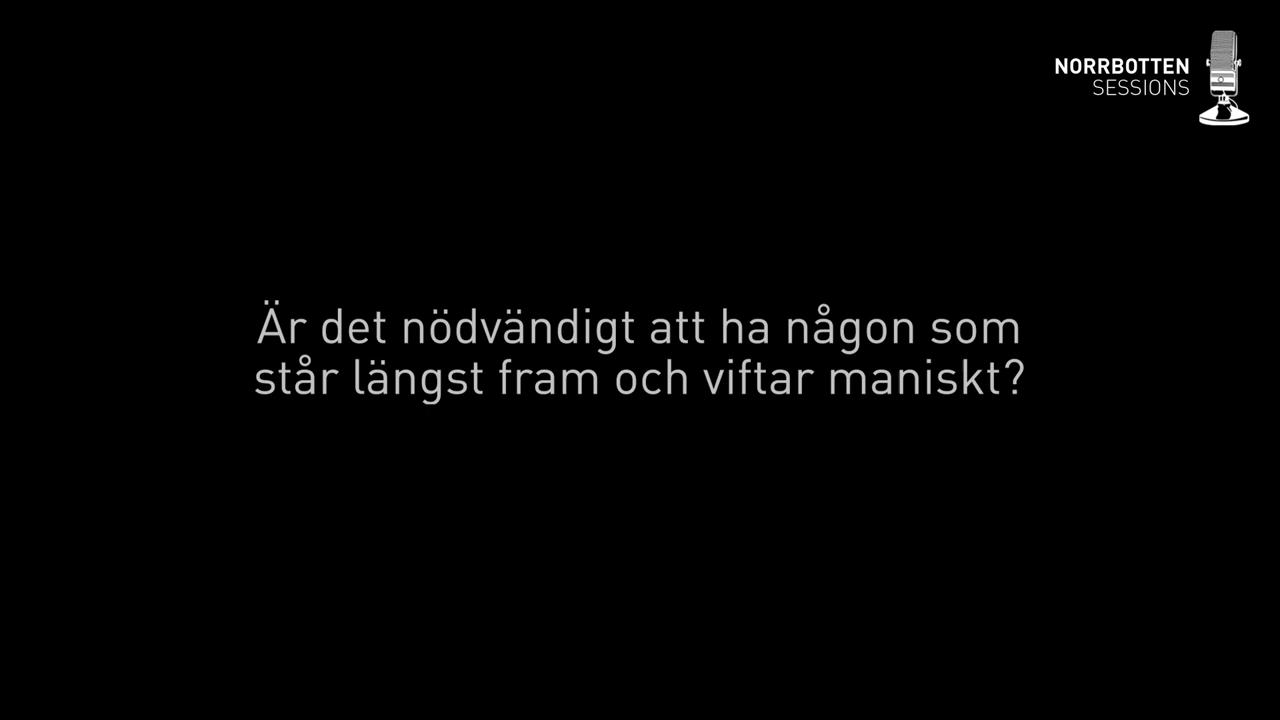 NORRBOTTEN
SESSIONS
Är det nödvändigt att ha någon som
står längst fram och viftar maniskt?